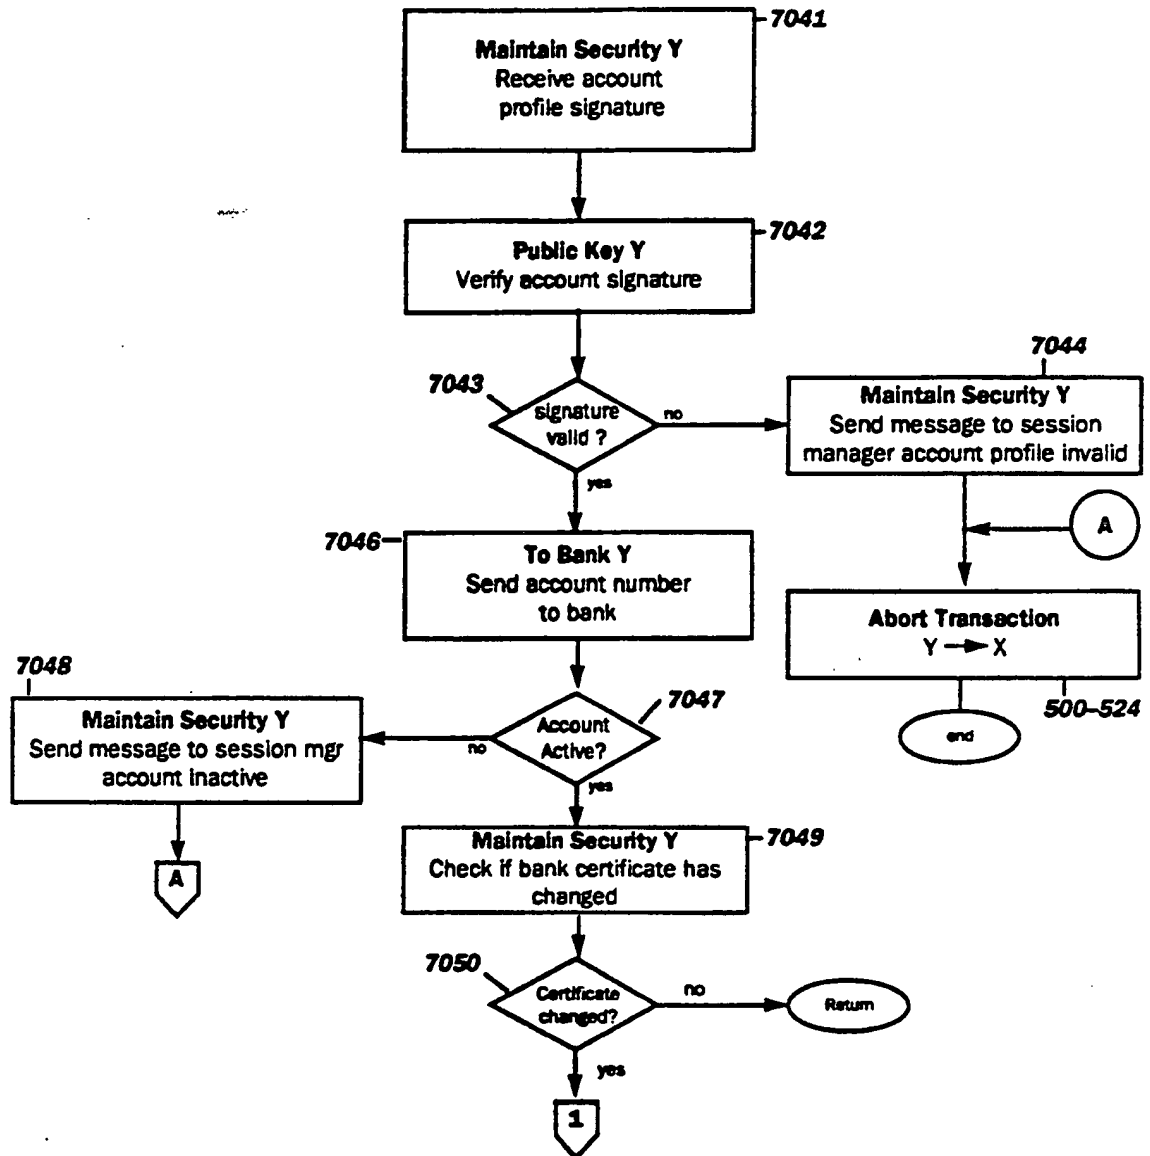 7041
Maintain Security Y
Receive account
profile signature
7042
Public Key Y
Verify account signature
7043
signature
valid ?
no
yes
7044
Maintain Security Y
Send message to session
manager account profile invalid
A
7046
To Bank Y
Send account number
to bank
Abort Transaction
Y X
500-524
end
7048
Maintain Security Y
Send message to session mgr
account inactive
A
7047
Account
Active?
no
yes
7049
Maintain Security Y
Check if bank certificate has
changed
7050
Certificate
changed?
no
Return
yes
1